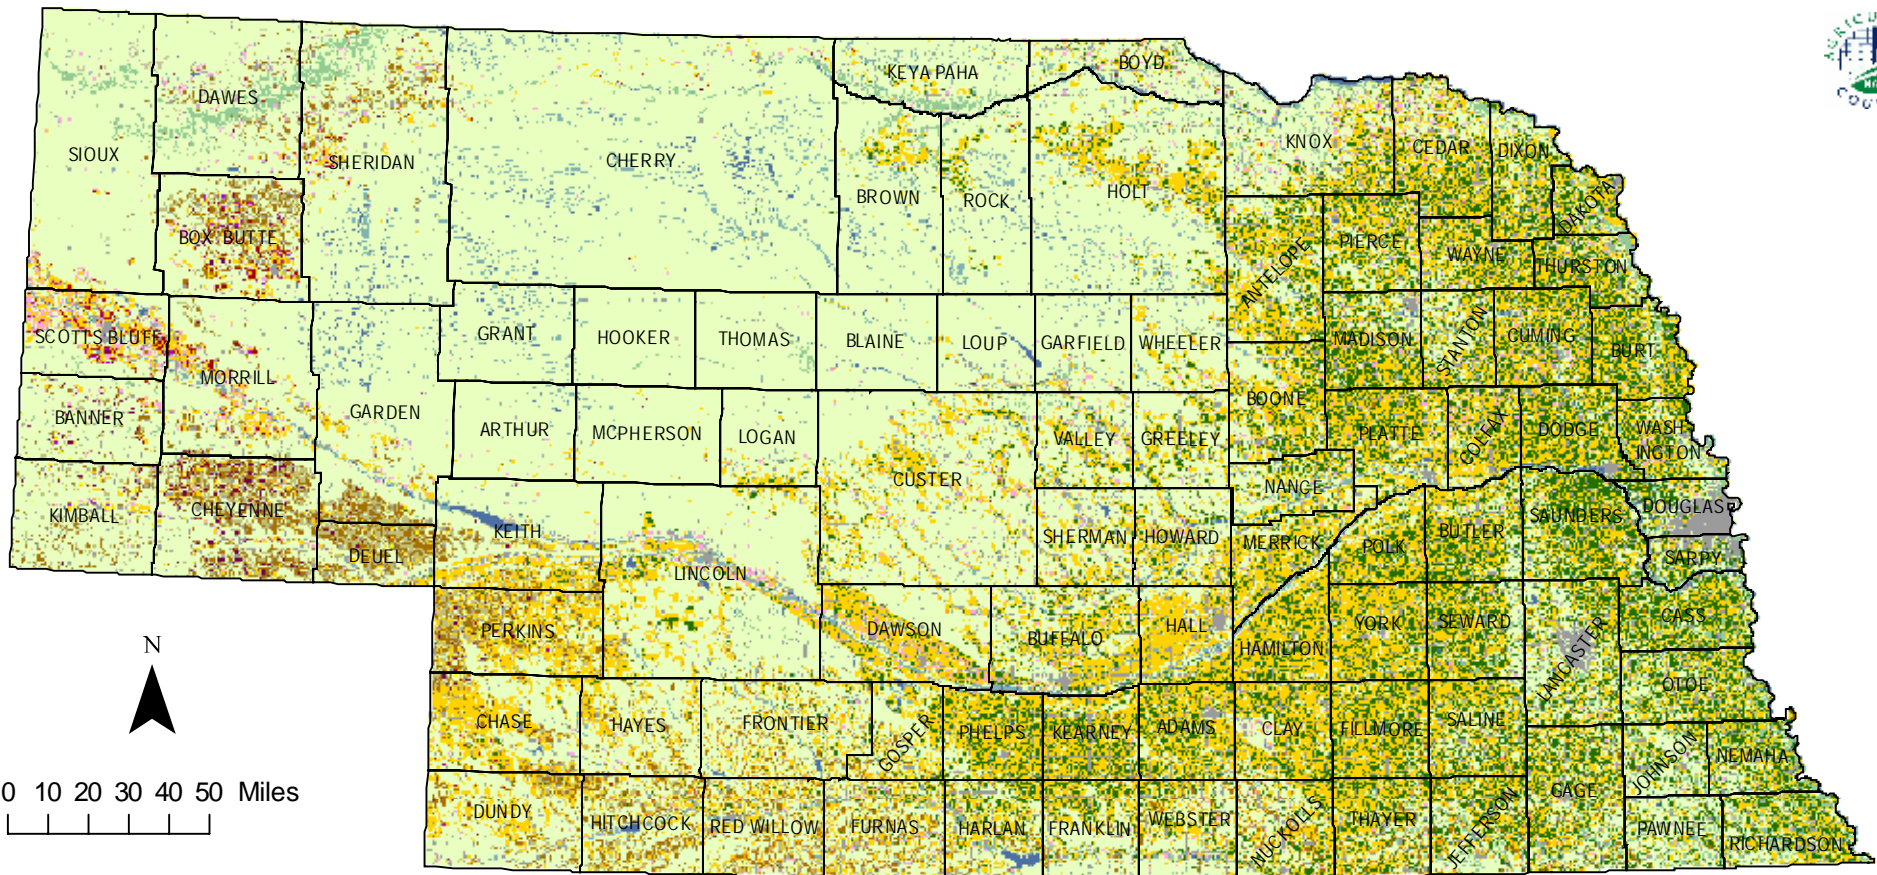 BOYD
KEYA PAHA
DAWES
KNOX
CEDAR
DIXON
SIOUX
SHERIDAN
CHERRY
BROWN
ROCK
HOLT
DAKOTA
BOX BUTTE
PIERCE
WAYNE
THURSTON
ANTELOPE
SCOTTS BLUFF
GRANT
HOOKER
THOMAS
BLAINE
LOUP
GARFIELD
WHEELER
MADISON
STANTON
CUMING
BURT
MORRILL
BANNER
GARDEN
ARTHUR
MCPHERSON
LOGAN
CUSTER
VALLEY
GREELEY
BOONE
PLATTE
COLFAX
DODGE
WASH
INGTON
KIMBALL
CHEYENNE
DEUEL
KEITH
LINCOLN
SHERMAN
HOWARD
NANCE
MERRICK
POLK
BUTLER
SAUNDERS
DOUGLAS
SARPY
PERKINS
DAWSON
BUFFALO
HALL
HAMILTON
YORK
SEWARD
LANCASTER
CASS
OTOE
N
CHASE
HAYES
FRONTIER
GOSPER
PHELPS
KEARNEY
ADAMS
CLAY
FILLMORE
SALINE
JOHNSON
NEMAHA
0 10 20 30 40 50 Miles
DUNDY
HITCHCOCK
RED WILLOW
FURNAS
HARLAN
FRANKLIN
WEBSTER
NUCKOLLS
THAYER
JEFFERSON
GAGE
PAWNEE
RICHARDSON